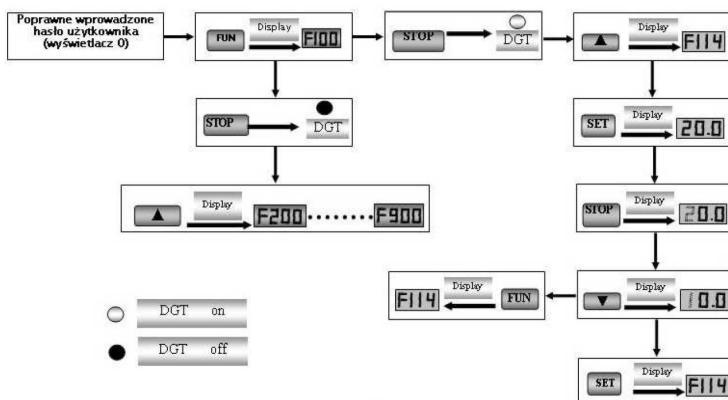 Poprawne wprowadzone
hasło użytkownika
(wyświetlacz 0)
FUN Display F100
STOP DGT
▲ Display F114
STOP DGT
SET Display 20.0
▲ Display F200 ........ F900
STOP Display 20.0
F114 Display FUN
▼ Display 10.0
DGT on
DGT off
SET Display F114